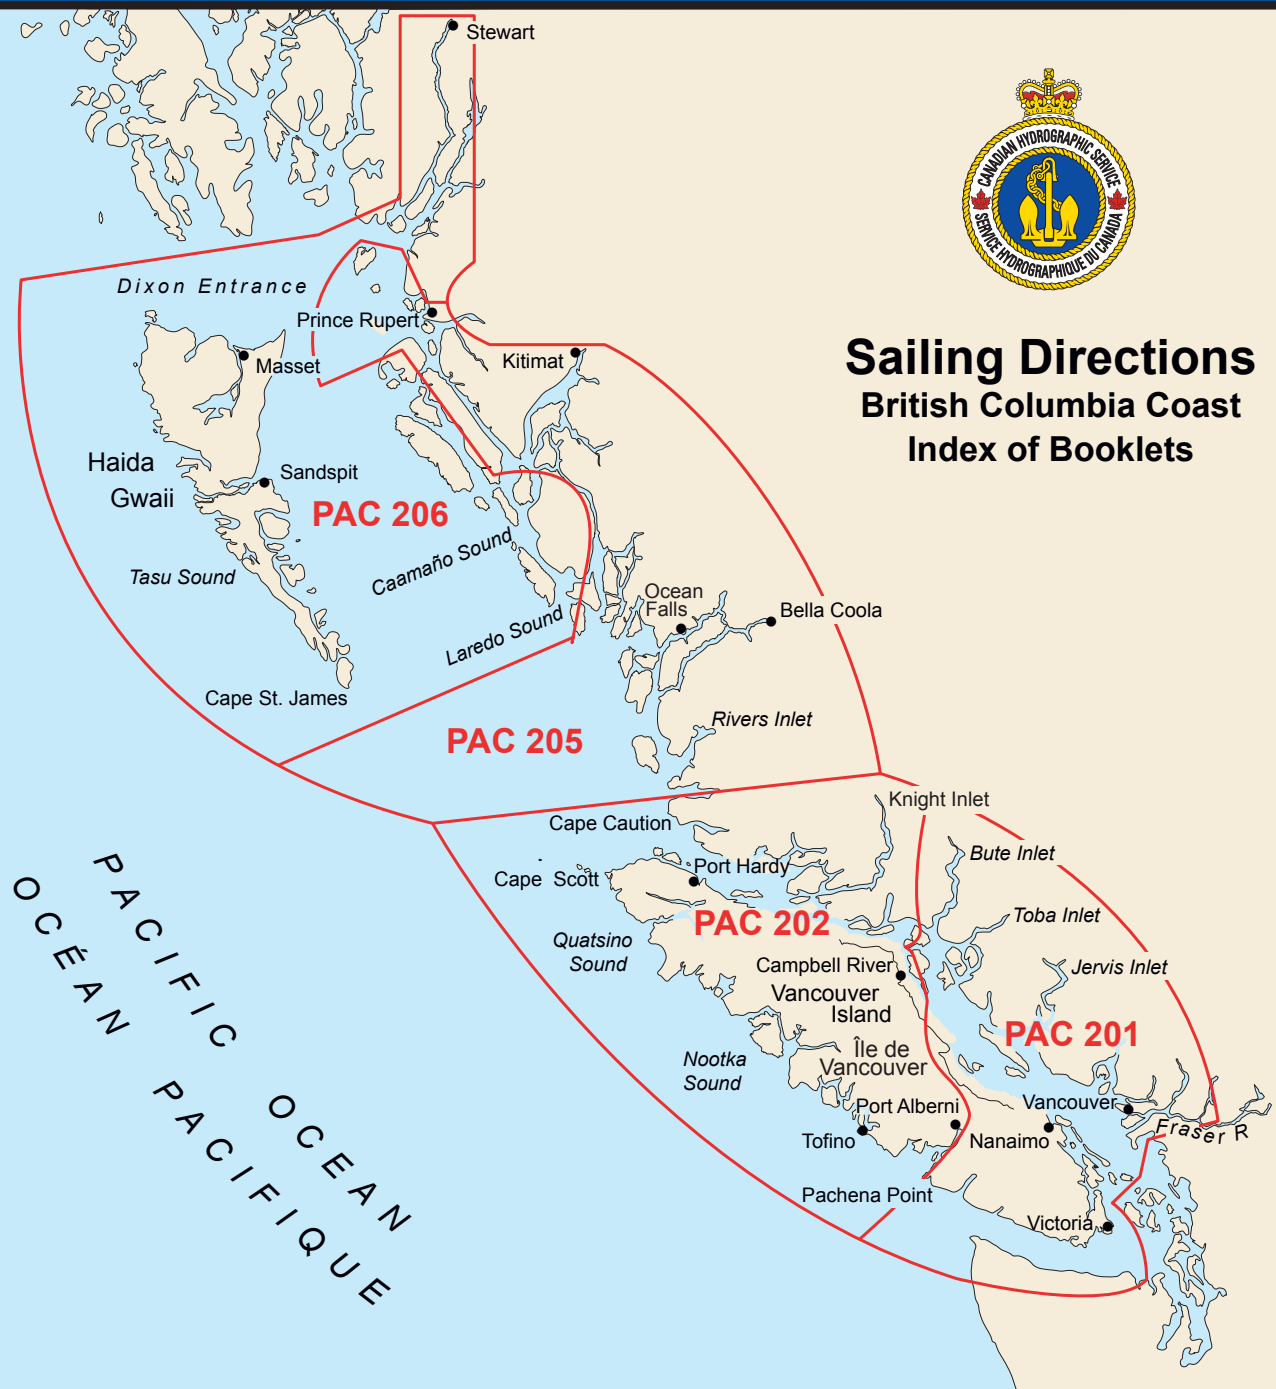 Stewart
CANADIAN HYDROGRAPHIC SERVICE
SERVICE HYDROGRAPHIQUE DU CANADA
Sailing Directions
British Columbia Coast
Index of Booklets
Dixon Entrance
Prince Rupert
Masset
Kitimat
Haida
Gwaii
Sandspit
PAC 206
Tasu Sound
Caamaño Sound
Ocean
Falls
Bella Coola
Laredo Sound
Cape St. James
Rivers Inlet
PAC 205
Knight Inlet
Cape Caution
Bute Inlet
Port Hardy
Cape Scott
Toba Inlet
PAC 202
Quatsino
Sound
Campbell River
Jervis Inlet
Vancouver
Island
PAC 201
Île de
Vancouver
Nootka
Sound
Port Alberni
Vancouver
Fraser R
Tofino
Nanaimo
Pachena Point
Victoria
PACIFIC OCEAN
OCÉAN PACIFIQUE